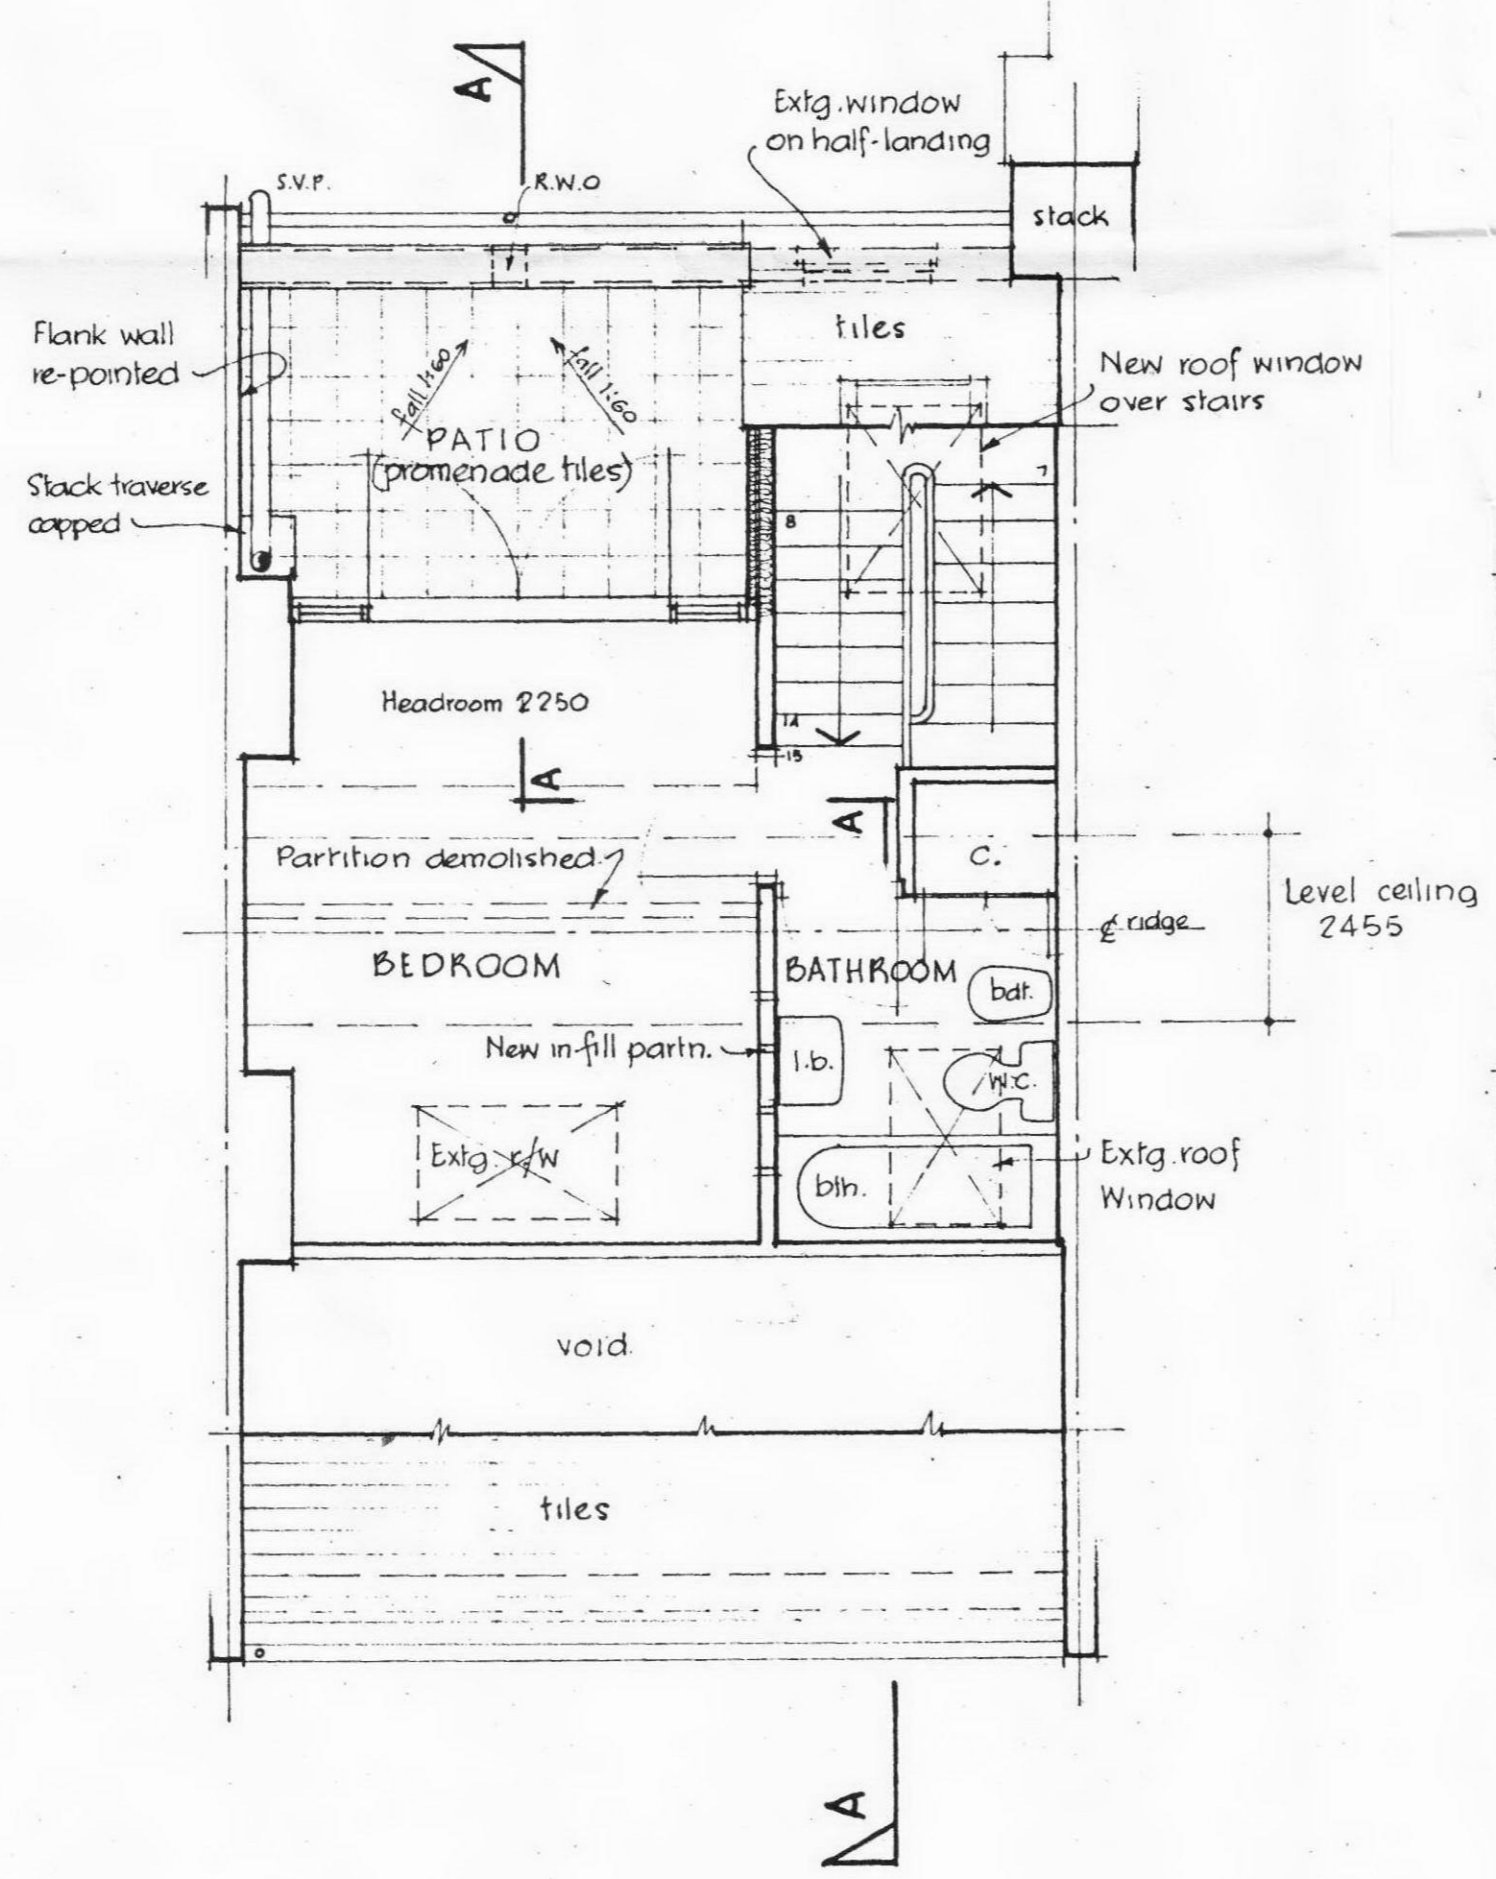 A
Extg. window
on half-landing
S.V.P.
R.W.O
stack
Flank wall
re-pointed
tiles
fall 1:60
fall 1:60
New roof window
over stairs
PATIO
(promenade tiles)
7
Stack traverse
capped
8
Headroom 2250
14
15
A
A
Partition demolished
C.
Level ceiling
2455
℄ ridge
BEDROOM
BATHROOM
bdt.
New in-fill partn.
l.b.
W.C.
Extg. r/w
bth.
Extg. roof
Window
void
tiles
A